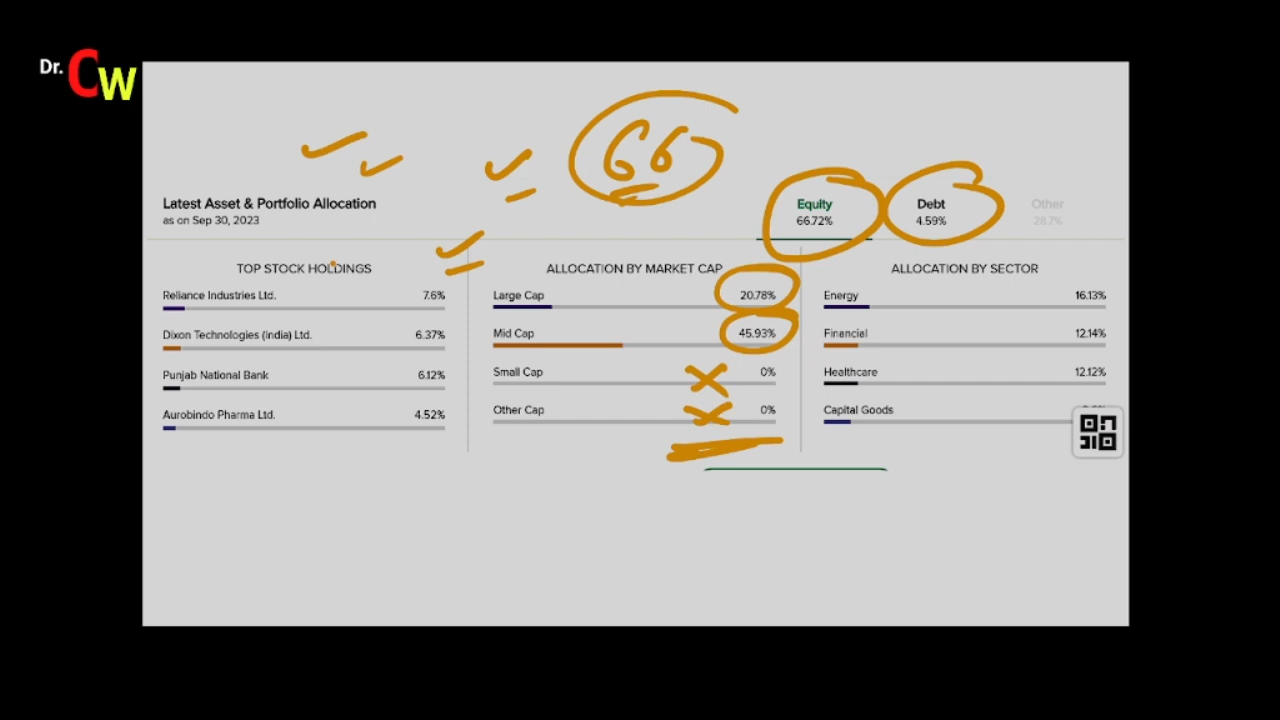 Dr. CW
66
Latest Asset & Portfolio Allocation
as on Sep 30, 2023
Equity
66.72%
Debt
4.59%
Other
28.7%
TOP STOCK HOLDINGS
Reliance Industries Ltd. 7.6%
Dixon Technologies (India) Ltd. 6.37%
Punjab National Bank 6.12%
Aurobindo Pharma Ltd. 4.52%
ALLOCATION BY MARKET CAP
Large Cap 20.78%
Mid Cap 45.93%
Small Cap 0%
Other Cap 0%
ALLOCATION BY SECTOR
Energy 16.13%
Financial 12.14%
Healthcare 12.12%
Capital Goods